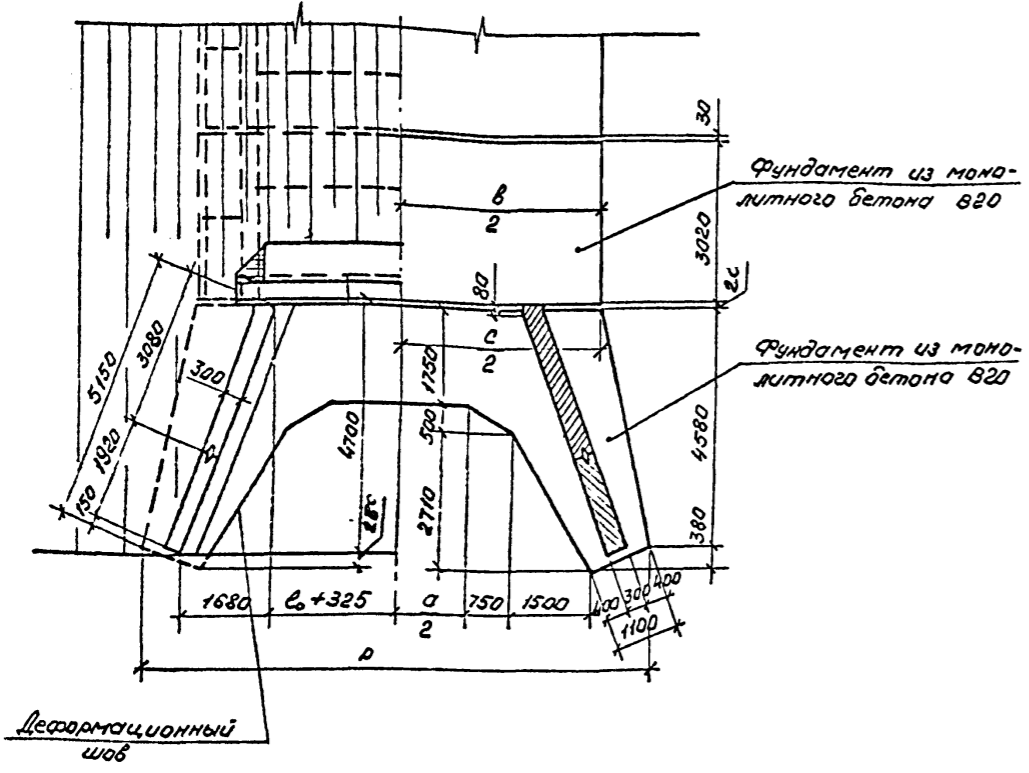 30
Фундамент из моно-
литного бетона В20
в
2
3020
80
2с
с
2
Фундамент из моно-
литного бетона В20
5150
3080
300
1920
150
1750
500
4700
2710
4580
380
1680
ℓ₀+325
а
2
750
1500
400
300
400
1100
D
Деформационный
шов